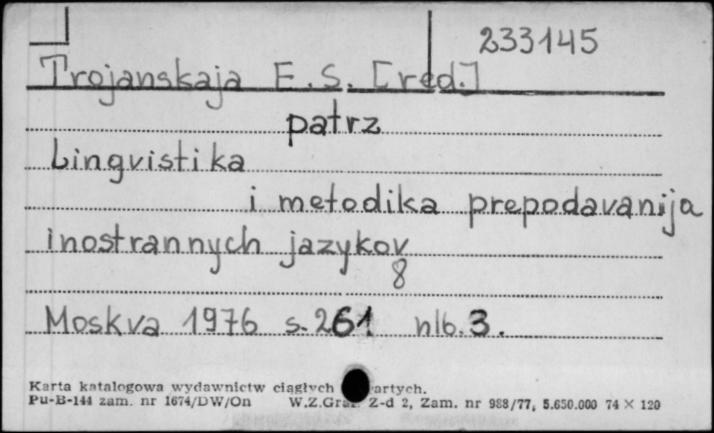 233145
Trojanskaja E.S. [red.]
patrz
Lingvistika
i metodika prepodavanija
inostrannych jazykov
8
Moskva 1976 s. 261. nlb. 3.
Karta katalogowa wydawnictw ciągłych artych.
Pu-B-144 zam. nr 1674/DW/On W.Z.Graf. Z-d 2, Zam. nr 988/77, 5.650.000 74 × 120